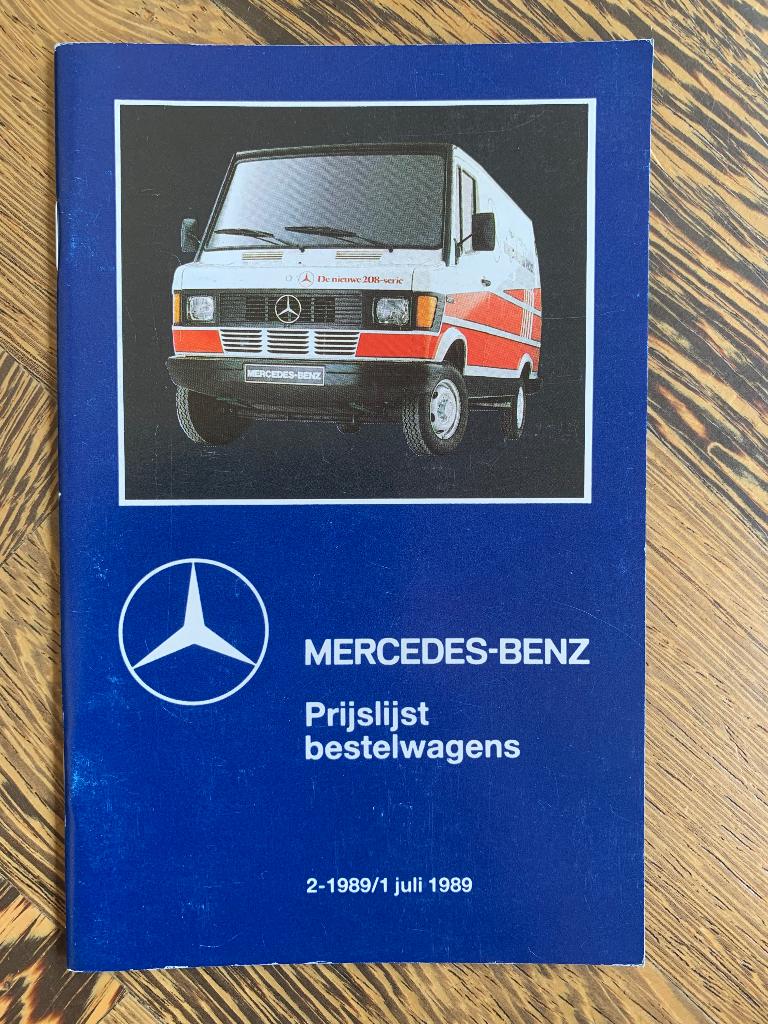 De nieuwe 208-serie
MERCEDES-BENZ
MERCEDES-BENZ
Prijslijst
bestelwagens
2-1989/1 juli 1989